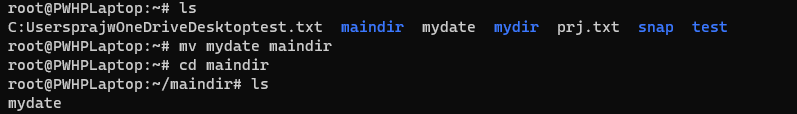 root@PWHPLaptop:~# ls
C:UsersprajwOneDriveDesktoptest.txt  maindir  mydate  mydir  prj.txt  snap  test
root@PWHPLaptop:~# mv mydate maindir
root@PWHPLaptop:~# cd maindir
root@PWHPLaptop:~/maindir# ls
mydate